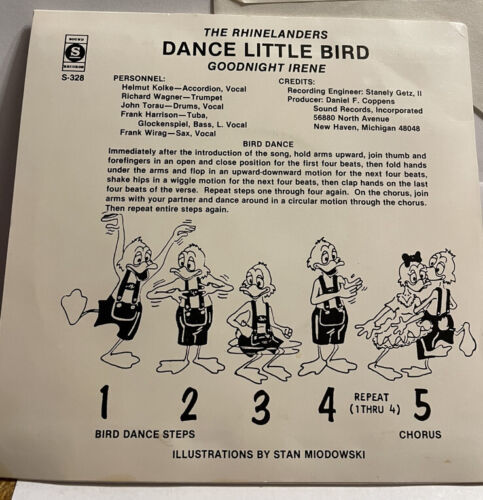 SOUND
S
RECORDS
S-328
THE RHINELANDERS
DANCE LITTLE BIRD
GOODNIGHT IRENE
PERSONNEL:
Helmut Kolke—Accordion, Vocal
Richard Wagner—Trumpet
John Torau—Drums, Vocal
Frank Harrison—Tuba,
Glockenspiel, Bass, L. Vocal
Frank Wirag—Sax, Vocal
CREDITS:
Recording Engineer: Stanely Getz, II
Producer: Daniel F. Coppens
Sound Records, Incorporated
56880 North Avenue
New Haven, Michigan 48048
BIRD DANCE
Immediately after the introduction of the song, hold arms upward, join thumb and
forefingers in an open and close position for the first four beats, then fold hands
under the arms and flop in an upward-downward motion for the next four beats,
shake hips in a wiggle motion for the next four beats, then clap hands on the last
four beats of the verse. Repeat steps one through four again. On the chorus, join
arms with your partner and dance around in a circular motion through the chorus.
Then repeat entire steps again.
1 2 3 4 REPEAT 5
(1 THRU 4)
BIRD DANCE STEPS
CHORUS
ILLUSTRATIONS BY STAN MIODOWSKI